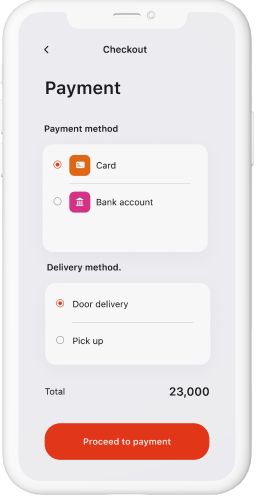 Checkout
Payment
Payment method
Card
Bank account
Delivery method.
Door delivery
Pick up
Total 23,000
Proceed to payment